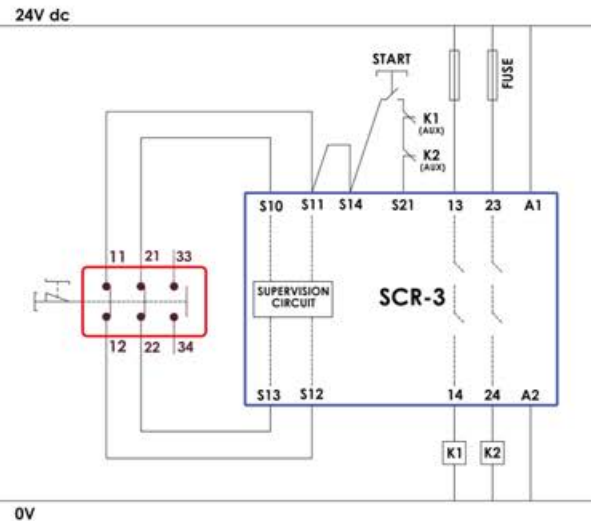 24V dc
START
FUSE
K1
(AUX)
K2
(AUX)
S10 S11 S14 S21 13 23 A1
11 21 33
SUPERVISION
CIRCUIT
SCR-3
12 22 34
S13 S12 14 24 A2
K1 K2
0V